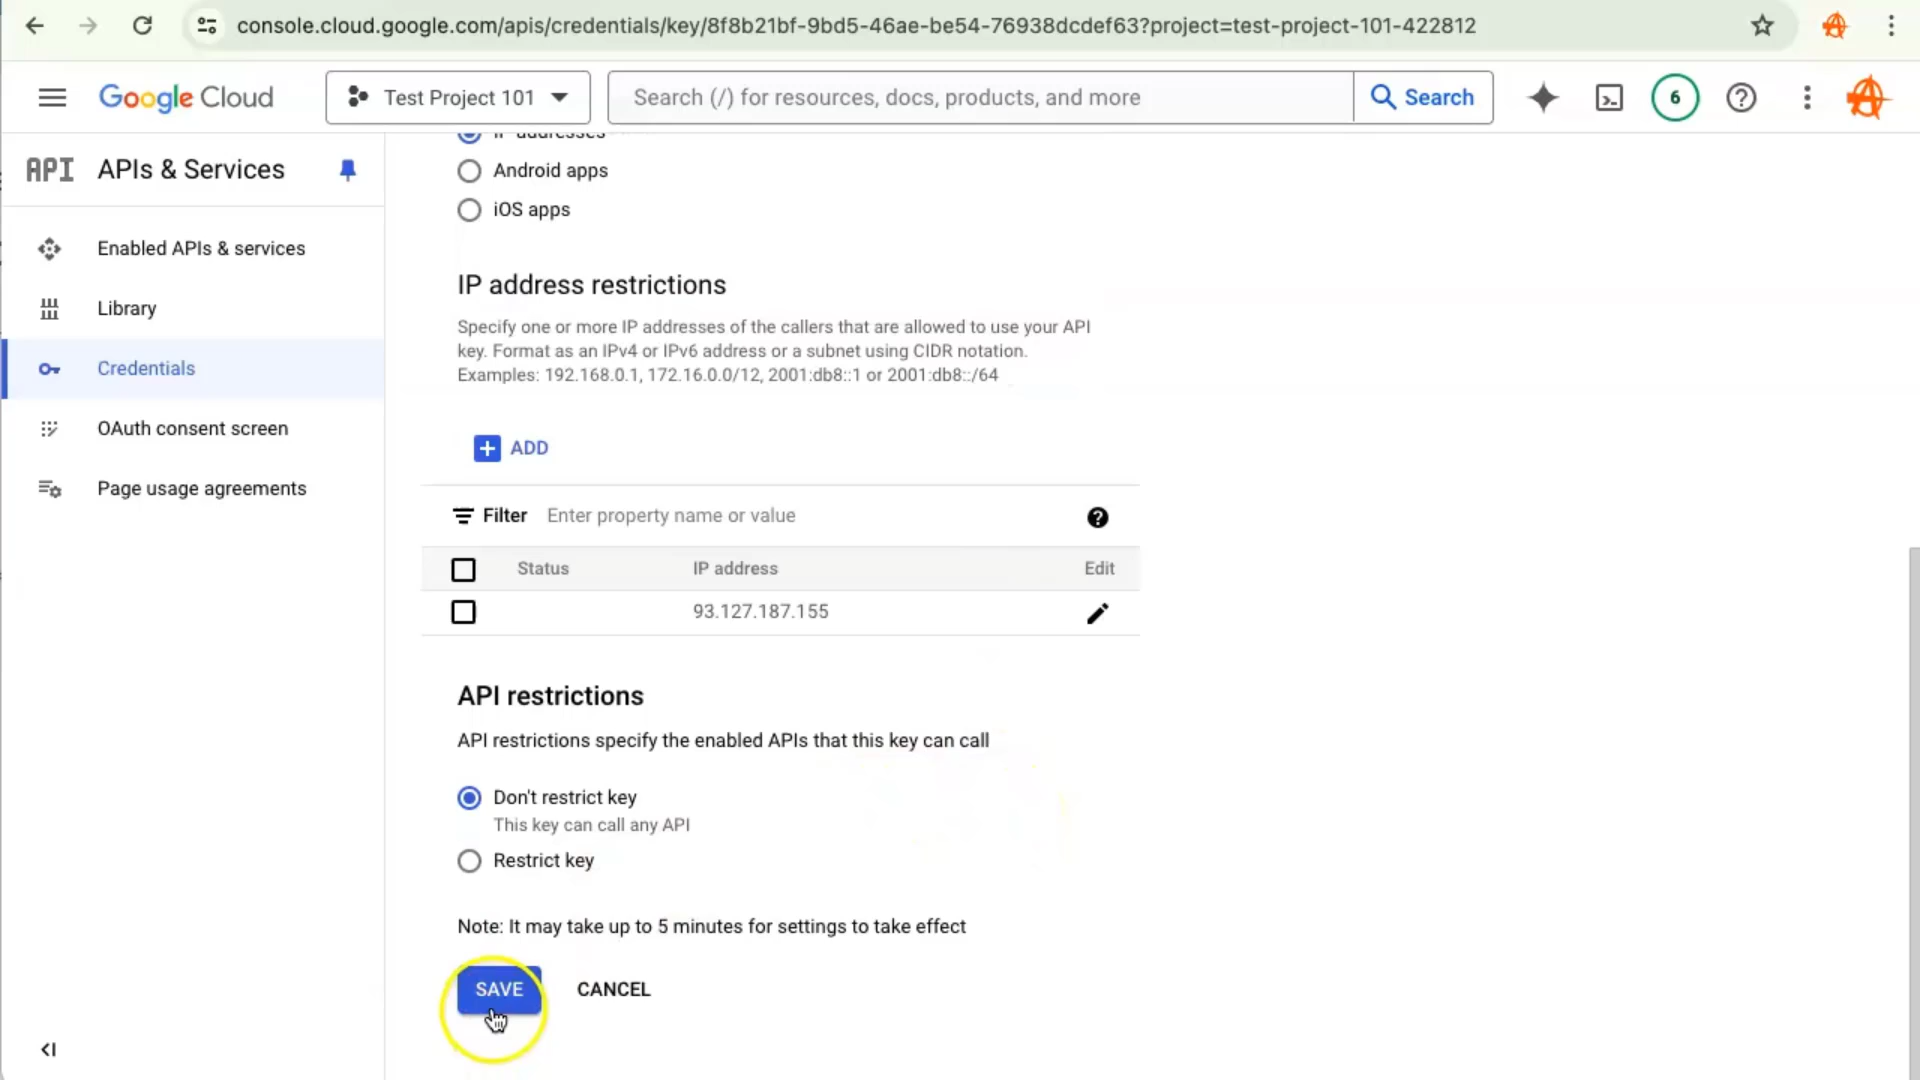 console.cloud.google.com/apis/credentials/key/8f8b21bf-9bd5-46ae-be54-76938dcdef63?project=test-project-101-422812
Google Cloud
Test Project 101
Search (/) for resources, docs, products, and more
Search
6
API
APIs & Services
Enabled APIs & services
Library
Credentials
OAuth consent screen
Page usage agreements
IP addresses
Android apps
iOS apps
IP address restrictions
Specify one or more IP addresses of the callers that are allowed to use your API
key. Format as an IPv4 or IPv6 address or a subnet using CIDR notation.
Examples: 192.168.0.1, 172.16.0.0/12, 2001:db8::1 or 2001:db8::/64
ADD
Filter
Enter property name or value
Status
IP address
Edit
93.127.187.155
API restrictions
API restrictions specify the enabled APIs that this key can call
Don't restrict key
This key can call any API
Restrict key
Note: It may take up to 5 minutes for settings to take effect
SAVE
CANCEL